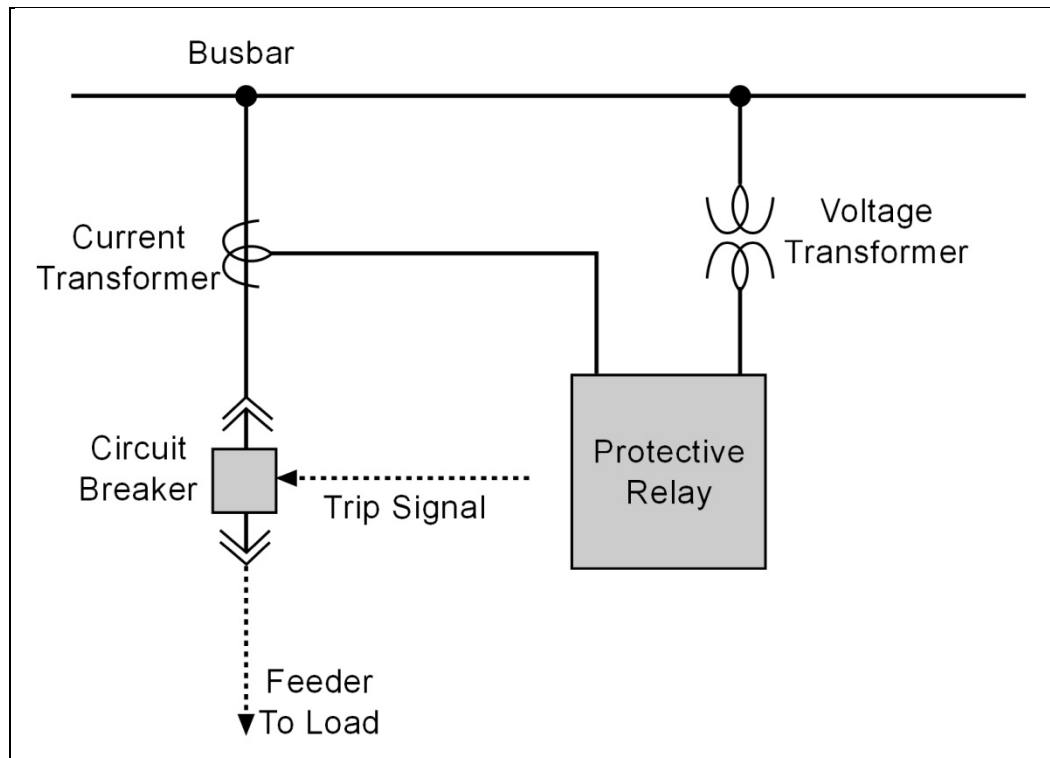 Busbar
Current
Transformer
Voltage
Transformer
Circuit
Breaker
Trip Signal
Protective
Relay
Feeder
To Load